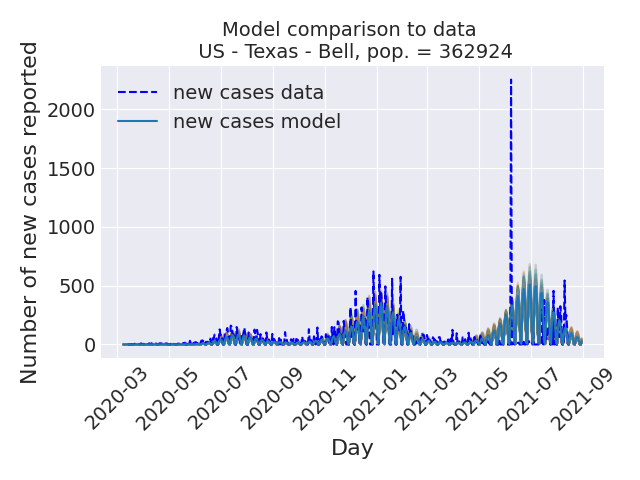 Model comparison to data
US - Texas - Bell, pop. = 362924
Number of new cases reported
new cases data
new cases model
2000
1500
1000
500
0
2020-03
2020-05
2020-07
2020-09
2020-11
2021-01
2021-03
2021-05
2021-07
2021-09
Day